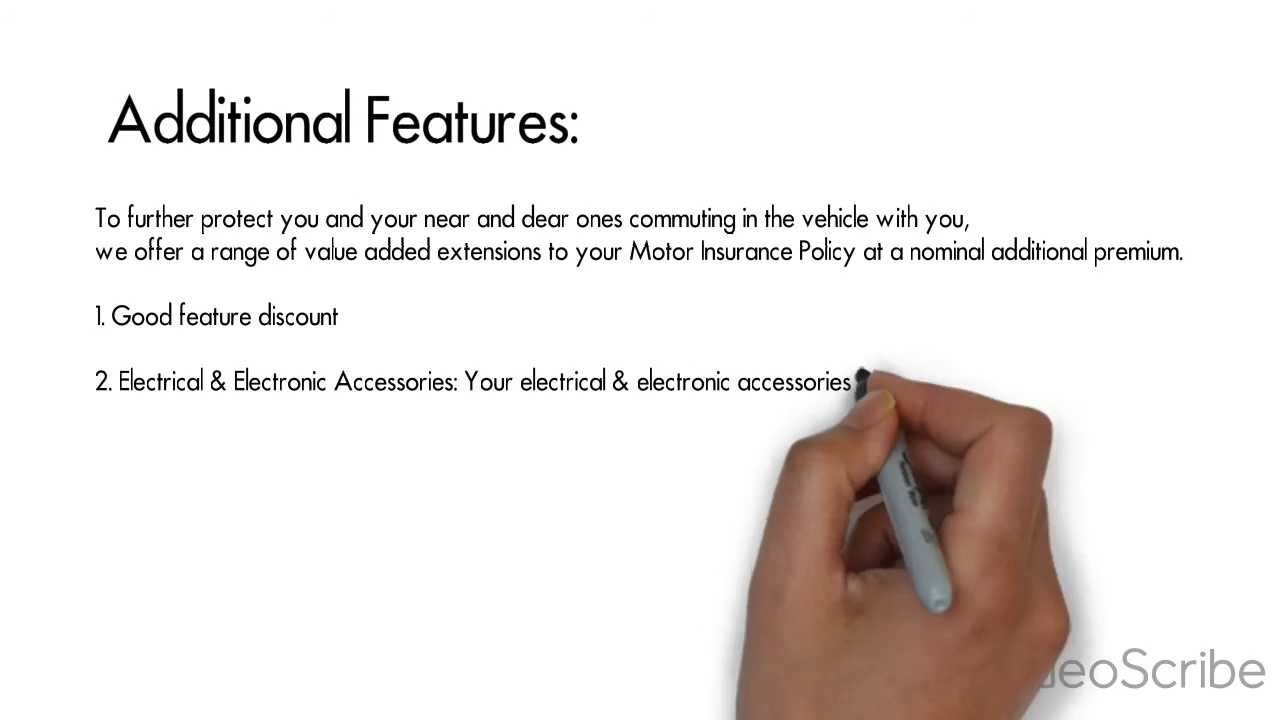 Additional Features:
To further protect you and your near and dear ones commuting in the vehicle with you,
we offer a range of value added extensions to your Motor Insurance Policy at a nominal additional premium.
1. Good feature discount
2. Electrical & Electronic Accessories: Your electrical & electronic accessories
eoScribe